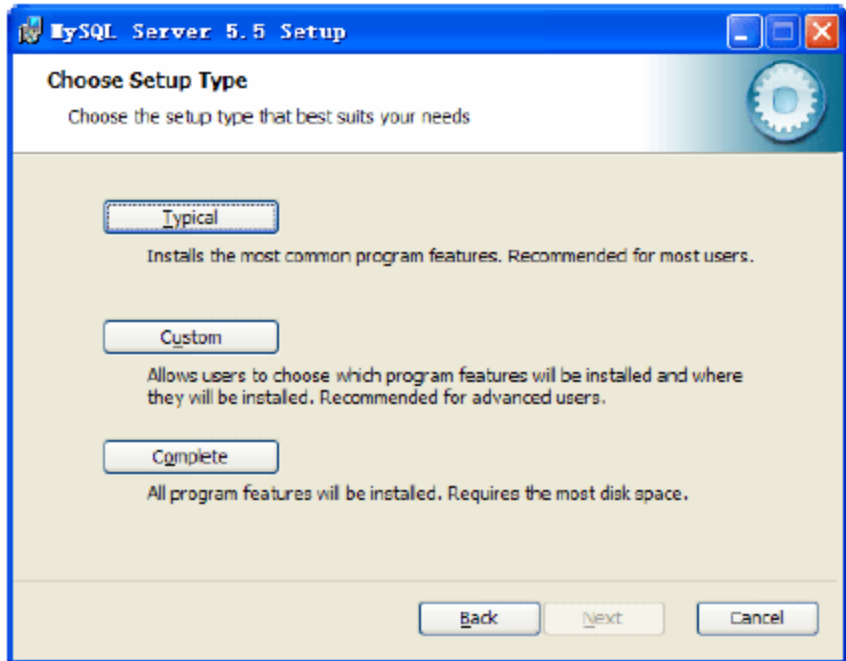 MySQL Server 5.5 Setup
Choose Setup Type
Choose the setup type that best suits your needs
Typical
Installs the most common program features. Recommended for most users.
Custom
Allows users to choose which program features will be installed and where
they will be installed. Recommended for advanced users.
Complete
All program features will be installed. Requires the most disk space.
Back Next Cancel